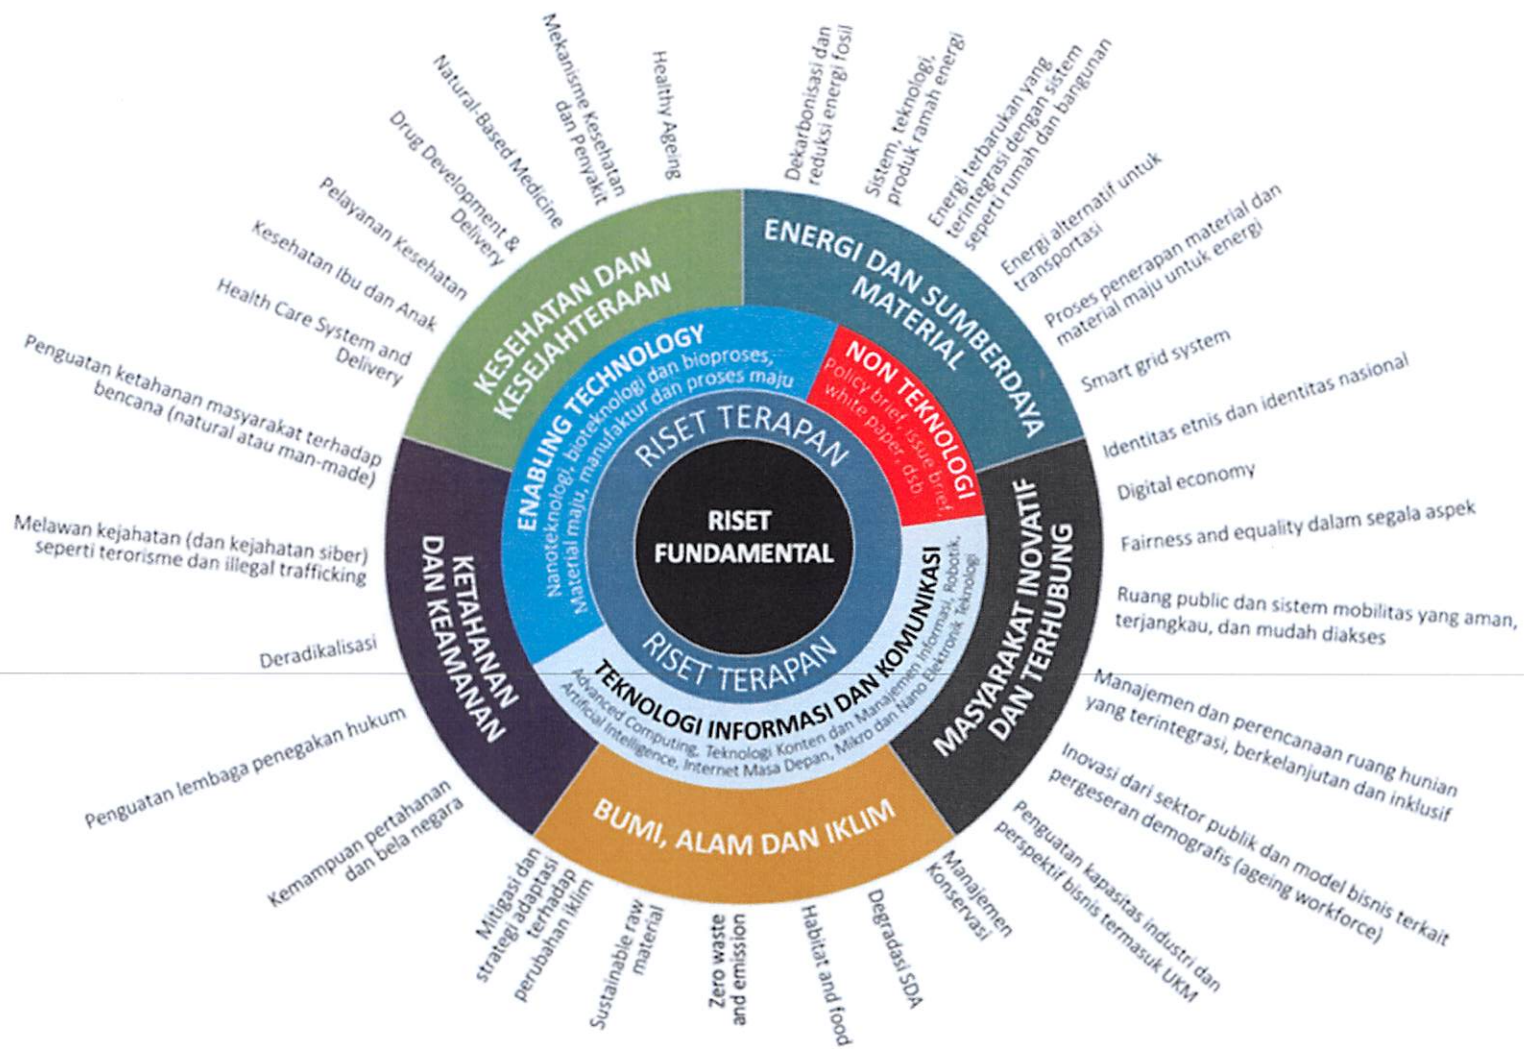 Healthy Ageing
Mekanisme Kesehatan
dan Penyakit
Natural-Based Medicine
Drug Development &
Delivery
Pelayanan Kesehatan
Kesehatan Ibu dan Anak
Health Care System and
Delivery
Penguatan ketahanan masyarakat terhadap
bencana (natural atau man-made)
Melawan kejahatan (dan kejahatan siber)
seperti terorisme dan illegal trafficking
Deradikalisasi
Penguatan lembaga penegakan hukum
Kemampuan pertahanan
dan bela negara
Mitigasi dan
strategi adaptasi
terhadap
perubahan iklim
Sustainable raw
material
Zero waste
and emission
Habitat and food
Degradasi SDA
Manajemen
Konservasi
Penguatan kapasitas industri dan
perspektif bisnis termasuk UKM
Inovasi dari sektor publik dan model bisnis terkait
pergeseran demografis (ageing workforce)
Manajemen dan perencanaan ruang hunian
yang terintegrasi, berkelanjutan dan inklusif
Ruang public dan sistem mobilitas yang aman,
terjangkau, dan mudah diakses
Fairness and equality dalam segala aspek
Digital economy
Identitas etnis dan identitas nasional
Smart grid system
Proses penerapan material dan
material maju untuk energi
Energi alternatif untuk
transportasi
Energi terbarukan yang
terintegrasi dengan sistem
seperti rumah dan bangunan
Sistem, teknologi,
produk ramah energi
Dekarbonisasi dan
reduksi energi fosil
KESEHATAN DAN
KESEJAHTERAAN
ENERGI DAN SUMBERDAYA
MATERIAL
MASYARAKAT INOVATIF
DAN TERHUBUNG
BUMI, ALAM DAN IKLIM
KETAHANAN
DAN KEAMANAN
ENABLING TECHNOLOGY
Nanoteknologi, bioteknologi dan bioproses,
Material maju, manufaktur dan proses maju
NON TEKNOLOGI
Policy brief, issue brief,
white paper, dsb
TEKNOLOGI INFORMASI DAN KOMUNIKASI
Advanced Computing, Teknologi Konten dan Manajemen Informasi, Robotik,
Artificial Intelligence, Internet Masa Depan, Mikro dan Nano Elektronik Teknologi
RISET TERAPAN
RISET
FUNDAMENTAL
RISET TERAPAN